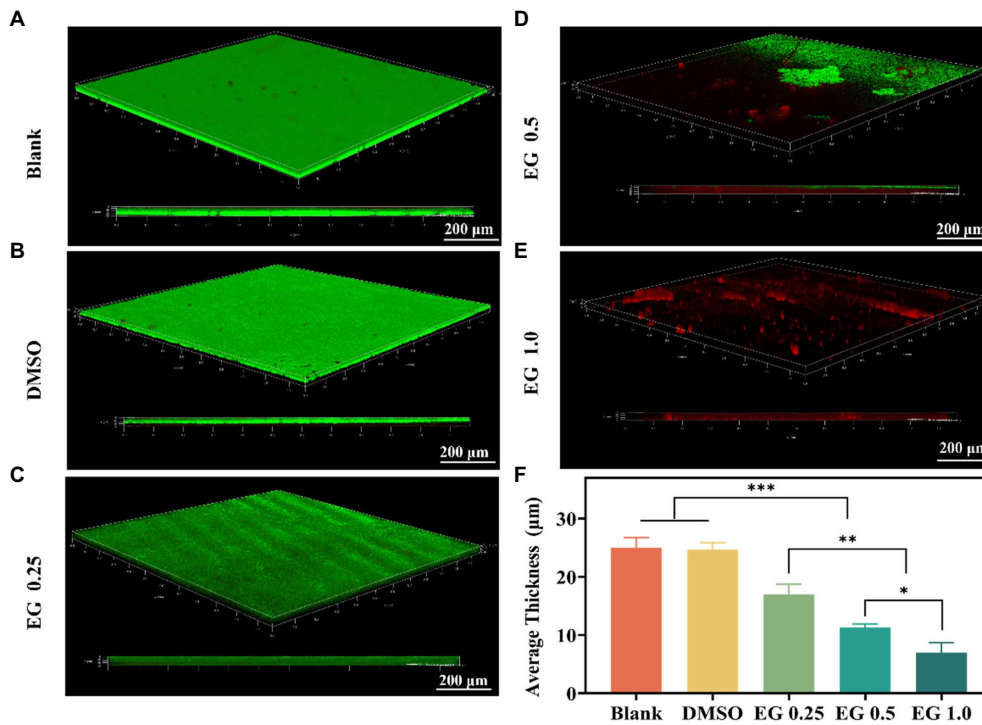 A
Blank
200 μm
B
DMSO
200 μm
C
EG 0.25
200 μm
D
EG 0.5
200 μm
E
EG 1.0
200 μm
F
Average Thickness (μm)
30
20
10
0
***
**
*
Blank DMSO EG 0.25 EG 0.5 EG 1.0